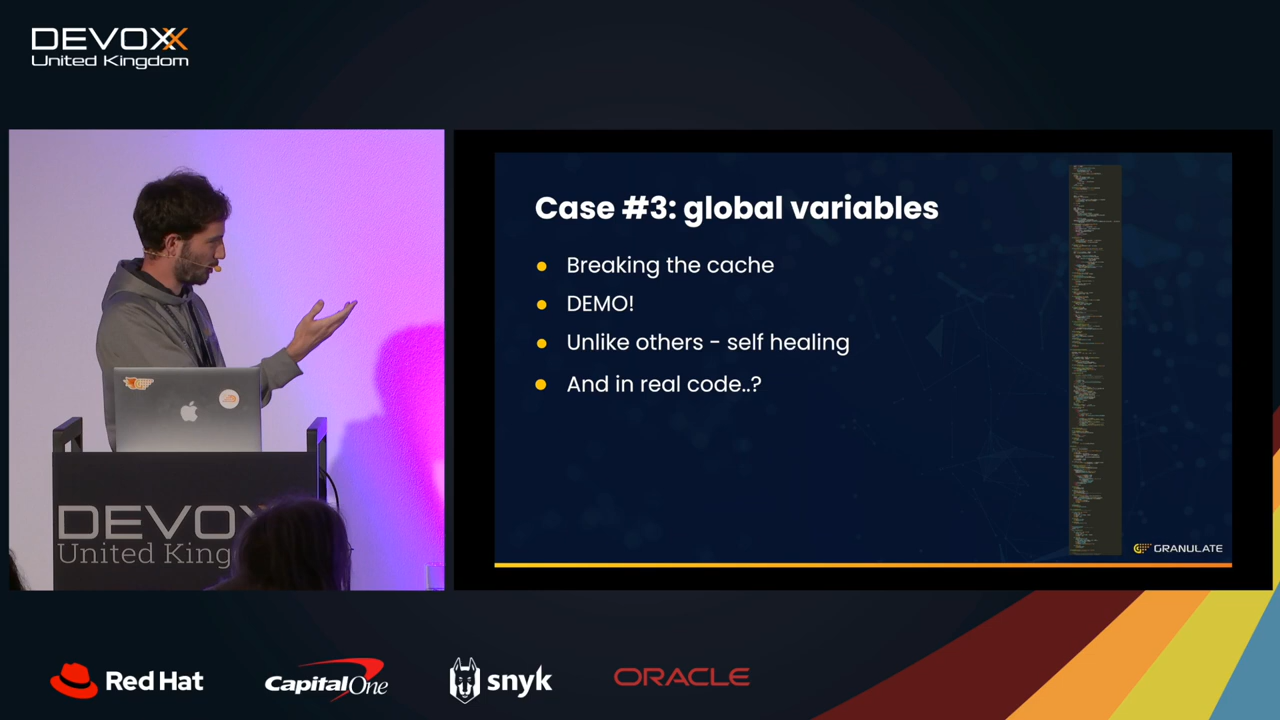 DEVOXX
United Kingdom
Case #3: global variables
Breaking the cache
DEMO!
Unlike others - self healing
And in real code..?
GRANULATE
DEVOX
United King
Red Hat
Capital One
snyk
ORACLE